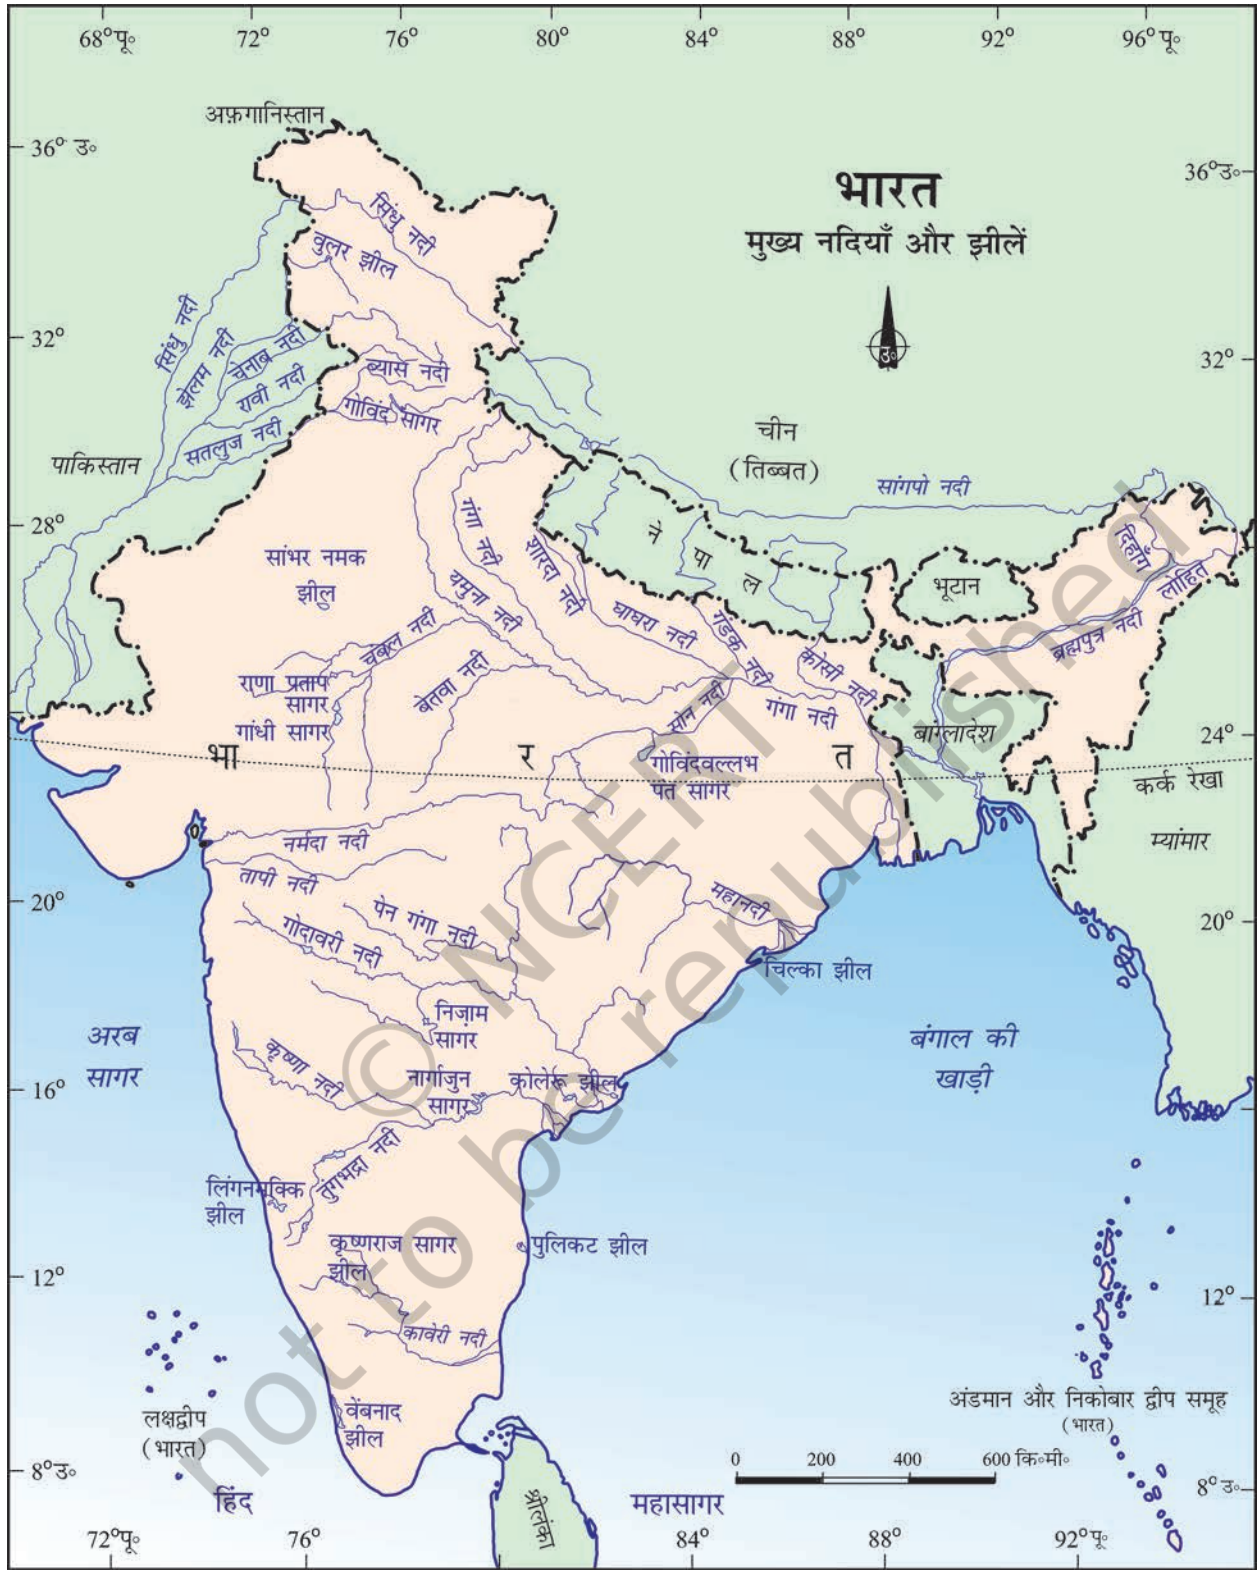 68° पू॰ 72° 76° 80° 84° 88° 92° 96° पू॰
अफ़गानिस्तान
36° उ॰
36° उ॰
भारत
मुख्य नदियाँ और झीलें
सिंधु नदी
वुलर झील
उ॰
32°
32°
सिंधु नदी
झेलम नदी
चेनाब नदी
रावी नदी
सतलुज नदी
ब्यास नदी
गोविंद सागर
पाकिस्तान
चीन
(तिब्बत)
सांगपो नदी
28°
28°
गंगा नदी
शारदा नदी
यमुना नदी
नेपाल
भूटान
दिहाँग
लोहित
ब्रह्मपुत्र नदी
सांभर नमक
झील
घाघरा नदी
गंडक नदी
कोसी नदी
चंबल नदी
बेतवा नदी
राणा प्रताप
सागर
गांधी सागर
सोन नदी
गंगा नदी
बांग्लादेश
24°
भारत
गोविंदवल्लभ
पंत सागर
कर्क रेखा
म्यांमार
नर्मदा नदी
तापी नदी
20°
20°
पेन गंगा नदी
गोदावरी नदी
महानदी
चिल्का झील
निजा़म
सागर
अरब
सागर
बंगाल की
खाड़ी
कृष्णा नदी
नार्गाजुन
सागर
कोलेरू झील
16°
तुंगभद्रा नदी
लिंगनमक्कि
झील
कृष्णराज सागर
झील
पुलिकट झील
12°
12°
कावेरी नदी
वेंबनाद
झील
लक्षद्वीप
(भारत)
अंडमान और निकोबार द्वीप समूह
(भारत)
0 200 400 600 कि॰मी॰
8° उ॰
8° उ॰
हिंद
महासागर
श्रीलंका
72° पू॰ 76° 84° 88° 92° पू॰
© NCERT
not to be republished